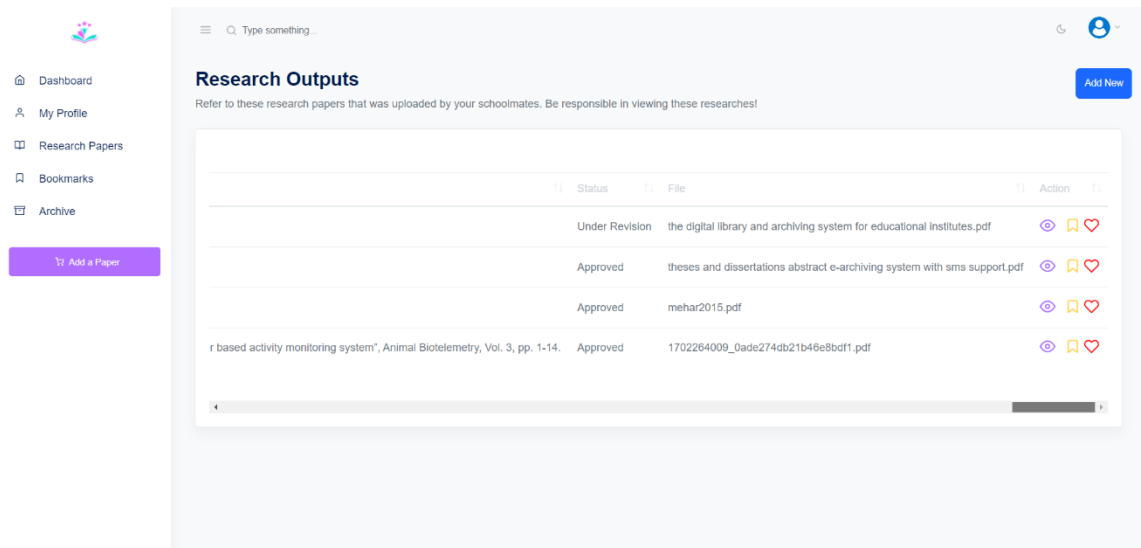 Type something...
Research Outputs
Add New
Refer to these research papers that was uploaded by your schoolmates. Be responsible in viewing these researches!
Dashboard
My Profile
Research Papers
Bookmarks
Archive
Add a Paper
Status File Action
Under Revision the digital library and archiving system for educational institutes.pdf
Approved theses and dissertations abstract e-archiving system with sms support.pdf
Approved mehar2015.pdf
r based activity monitoring system”, Animal Biotelemetry, Vol. 3, pp. 1-14. Approved 1702264009_0ade274db21b46e8bdf1.pdf